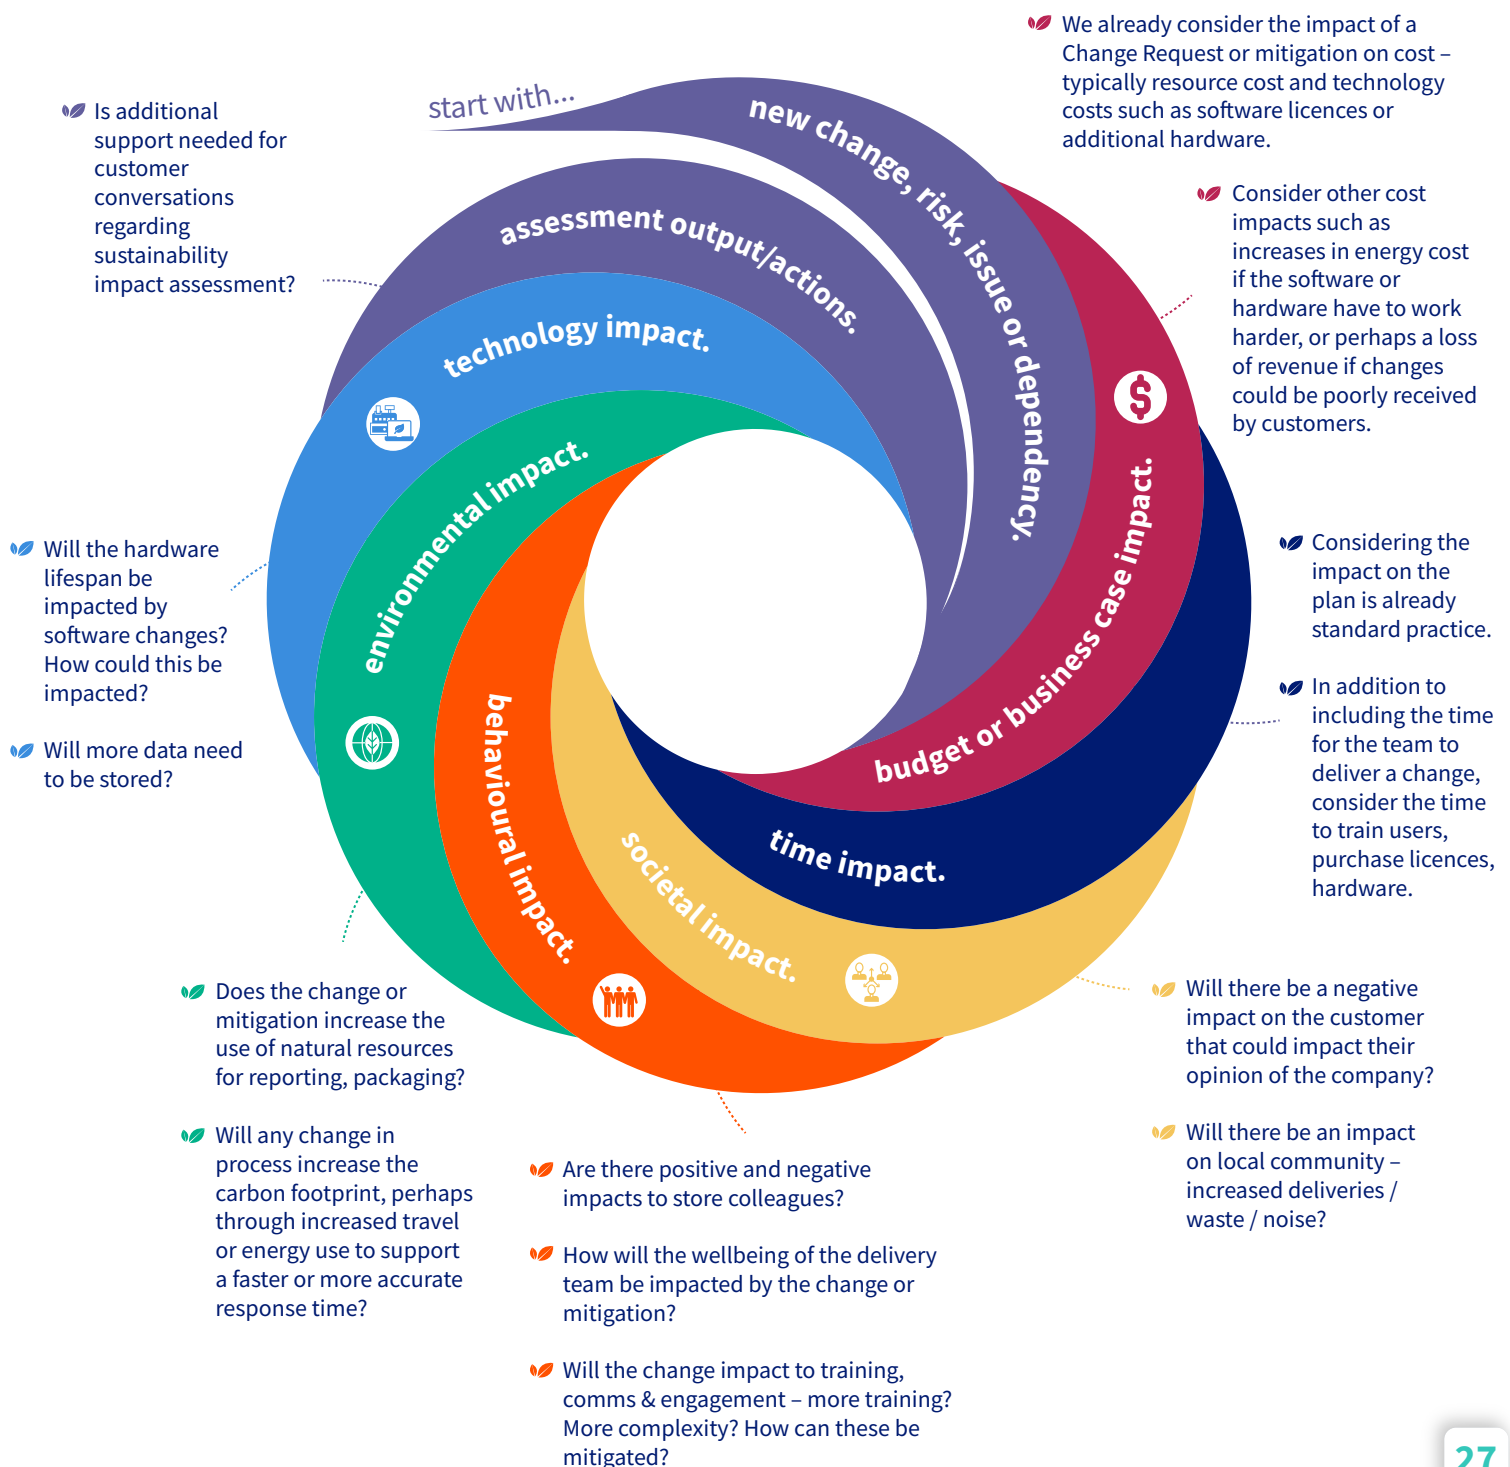 start with...
new change, risk, issue or dependency.
budget or business case impact.
time impact.
societal impact.
behavioural impact.
environmental impact.
technology impact.
assessment output/actions.
We already consider the impact of a
Change Request or mitigation on cost –
typically resource cost and technology
costs such as software licences or
additional hardware.
Consider other cost
impacts such as
increases in energy cost
if the software or
hardware have to work
harder, or perhaps a loss
of revenue if changes
could be poorly received
by customers.
Considering the
impact on the
plan is already
standard practice.
In addition to
including the time
for the team to
deliver a change,
consider the time
to train users,
purchase licences,
hardware.
Will there be a negative
impact on the customer
that could impact their
opinion of the company?
Will there be an impact
on local community –
increased deliveries /
waste / noise?
Are there positive and negative
impacts to store colleagues?
How will the wellbeing of the delivery
team be impacted by the change or
mitigation?
Will the change impact to training,
comms & engagement – more training?
More complexity? How can these be
mitigated?
Does the change or
mitigation increase the
use of natural resources
for reporting, packaging?
Will any change in
process increase the
carbon footprint, perhaps
through increased travel
or energy use to support
a faster or more accurate
response time?
Will the hardware
lifespan be
impacted by
software changes?
How could this be
impacted?
Will more data need
to be stored?
Is additional
support needed for
customer
conversations
regarding
sustainability
impact assessment?
$
27